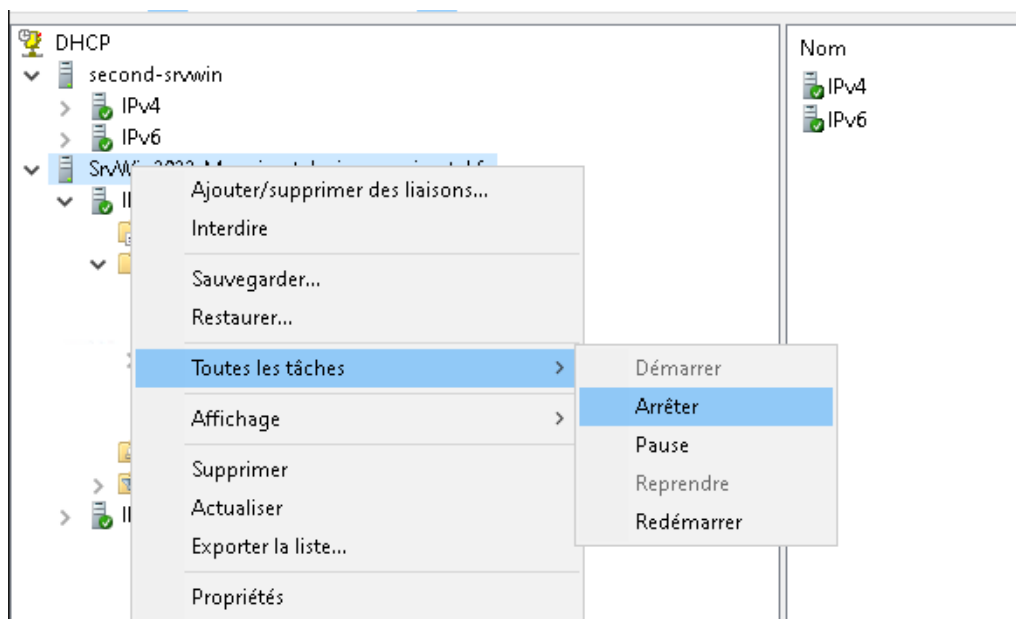 DHCP
second-srvwin
IPv4
IPv6
Ajouter/supprimer des liaisons...
Interdire
Sauvegarder...
Restaurer...
Toutes les tâches
Affichage
Supprimer
Actualiser
Exporter la liste...
Propriétés
Démarrer
Arrêter
Pause
Reprendre
Redémarrer
Nom
IPv4
IPv6